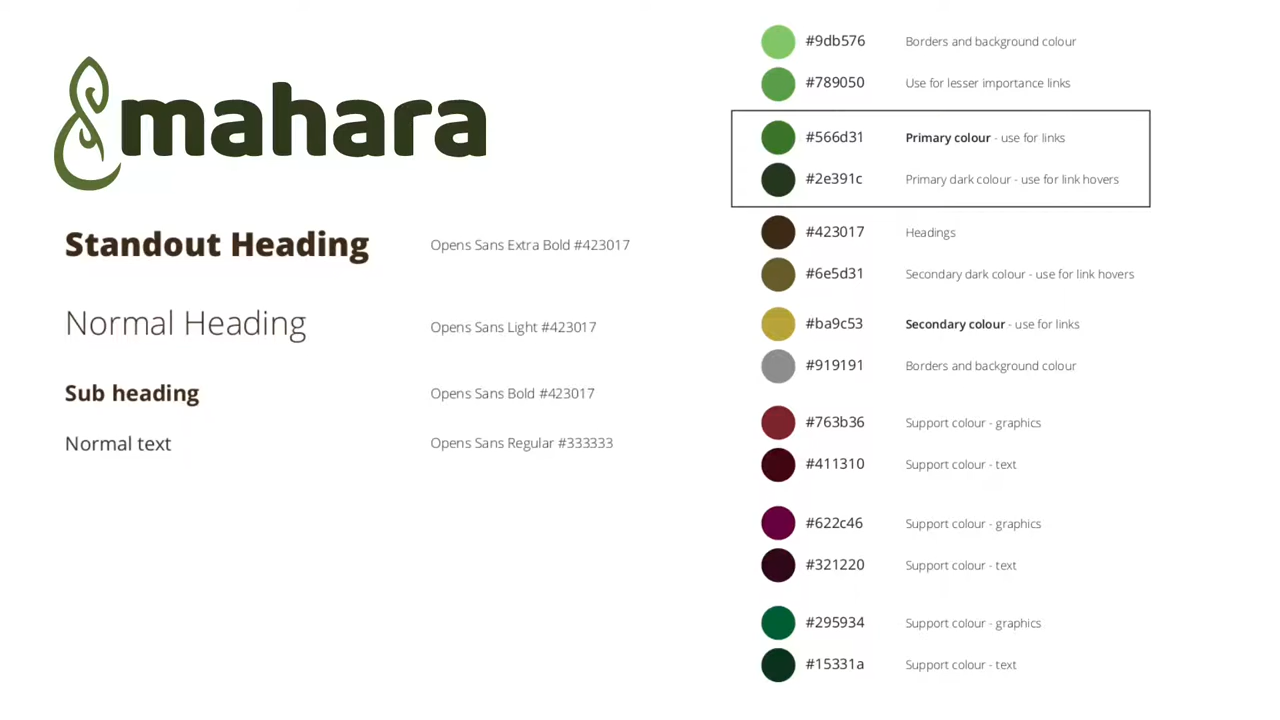 mahara
Standout Heading
Opens Sans Extra Bold #423017
Normal Heading
Opens Sans Light #423017
Sub heading
Opens Sans Bold #423017
Normal text
Opens Sans Regular #333333
#9db576 Borders and background colour
#789050 Use for lesser importance links
#566d31 Primary colour - use for links
#2e391c Primary dark colour - use for link hovers
#423017 Headings
#6e5d31 Secondary dark colour - use for link hovers
#ba9c53 Secondary colour - use for links
#919191 Borders and background colour
#763b36 Support colour - graphics
#411310 Support colour - text
#622c46 Support colour - graphics
#321220 Support colour - text
#295934 Support colour - graphics
#15331a Support colour - text